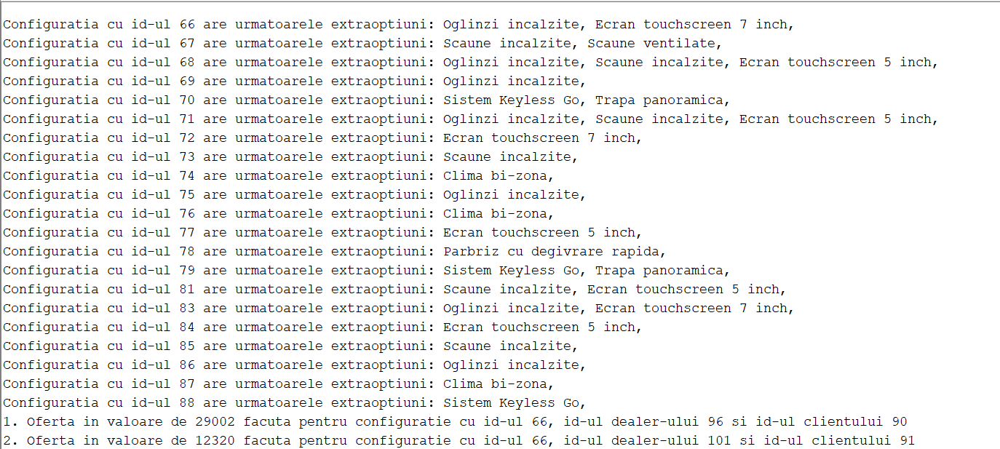 Configuratia cu id-ul 66 are urmatoarele extraoptiuni: Oglinzi incalzite, Ecran touchscreen 7 inch,
Configuratia cu id-ul 67 are urmatoarele extraoptiuni: Scaune incalzite, Scaune ventilate,
Configuratia cu id-ul 68 are urmatoarele extraoptiuni: Oglinzi incalzite, Scaune incalzite, Ecran touchscreen 5 inch,
Configuratia cu id-ul 69 are urmatoarele extraoptiuni: Oglinzi incalzite,
Configuratia cu id-ul 70 are urmatoarele extraoptiuni: Sistem Keyless Go, Trapa panoramica,
Configuratia cu id-ul 71 are urmatoarele extraoptiuni: Oglinzi incalzite, Scaune incalzite, Ecran touchscreen 5 inch,
Configuratia cu id-ul 72 are urmatoarele extraoptiuni: Ecran touchscreen 7 inch,
Configuratia cu id-ul 73 are urmatoarele extraoptiuni: Scaune incalzite,
Configuratia cu id-ul 74 are urmatoarele extraoptiuni: Clima bi-zona,
Configuratia cu id-ul 75 are urmatoarele extraoptiuni: Oglinzi incalzite,
Configuratia cu id-ul 76 are urmatoarele extraoptiuni: Clima bi-zona,
Configuratia cu id-ul 77 are urmatoarele extraoptiuni: Ecran touchscreen 5 inch,
Configuratia cu id-ul 78 are urmatoarele extraoptiuni: Parbriz cu degivrare rapida,
Configuratia cu id-ul 79 are urmatoarele extraoptiuni: Sistem Keyless Go, Trapa panoramica,
Configuratia cu id-ul 81 are urmatoarele extraoptiuni: Scaune incalzite, Ecran touchscreen 5 inch,
Configuratia cu id-ul 83 are urmatoarele extraoptiuni: Oglinzi incalzite, Ecran touchscreen 7 inch,
Configuratia cu id-ul 84 are urmatoarele extraoptiuni: Ecran touchscreen 5 inch,
Configuratia cu id-ul 85 are urmatoarele extraoptiuni: Scaune incalzite,
Configuratia cu id-ul 86 are urmatoarele extraoptiuni: Oglinzi incalzite,
Configuratia cu id-ul 87 are urmatoarele extraoptiuni: Clima bi-zona,
Configuratia cu id-ul 88 are urmatoarele extraoptiuni: Sistem Keyless Go,
1. Oferta in valoare de 29002 facuta pentru configuratie cu id-ul 66, id-ul dealer-ului 96 si id-ul clientului 90
2. Oferta in valoare de 12320 facuta pentru configuratie cu id-ul 66, id-ul dealer-ului 101 si id-ul clientului 91